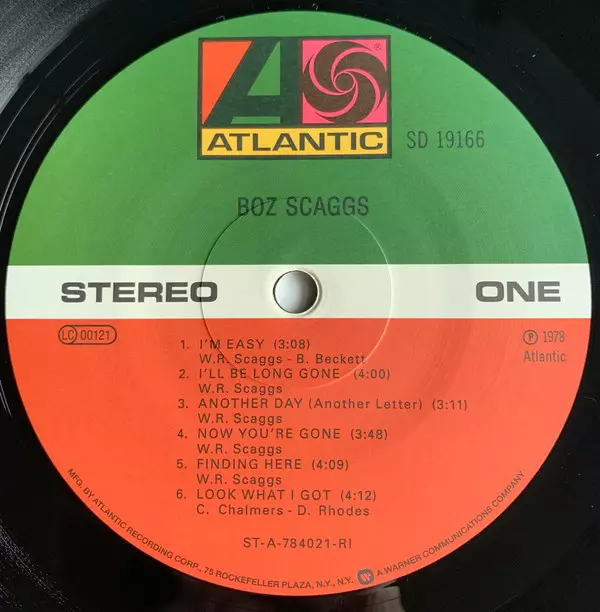 ATLANTIC
®
SD 19166
BOZ SCAGGS
STEREO
ONE
LC 00121
℗ 1978
Atlantic
1. I'M EASY (3:08)
W.R. Scaggs - B. Beckett
2. I'LL BE LONG GONE (4:00)
W.R. Scaggs
3. ANOTHER DAY (Another Letter) (3:11)
W.R. Scaggs
4. NOW YOU'RE GONE (3:48)
W.R. Scaggs
5. FINDING HERE (4:09)
W.R. Scaggs
6. LOOK WHAT I GOT (4:12)
C. Chalmers - D. Rhodes
ST-A-784021-RI
MFG. BY ATLANTIC RECORDING CORP., 75 ROCKEFELLER PLAZA, N.Y., N.Y. W A WARNER COMMUNICATIONS COMPANY